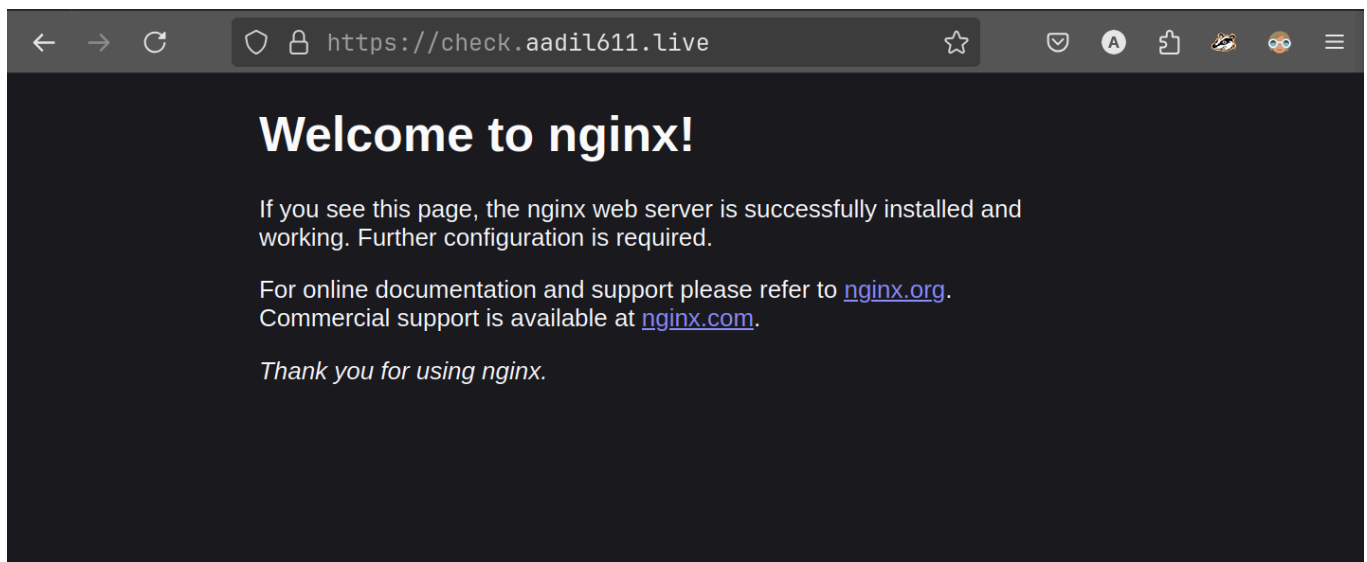 https://check.aadil611.live
A
Welcome to nginx!
If you see this page, the nginx web server is successfully installed and
working. Further configuration is required.
For online documentation and support please refer to nginx.org.
Commercial support is available at nginx.com.
Thank you for using nginx.